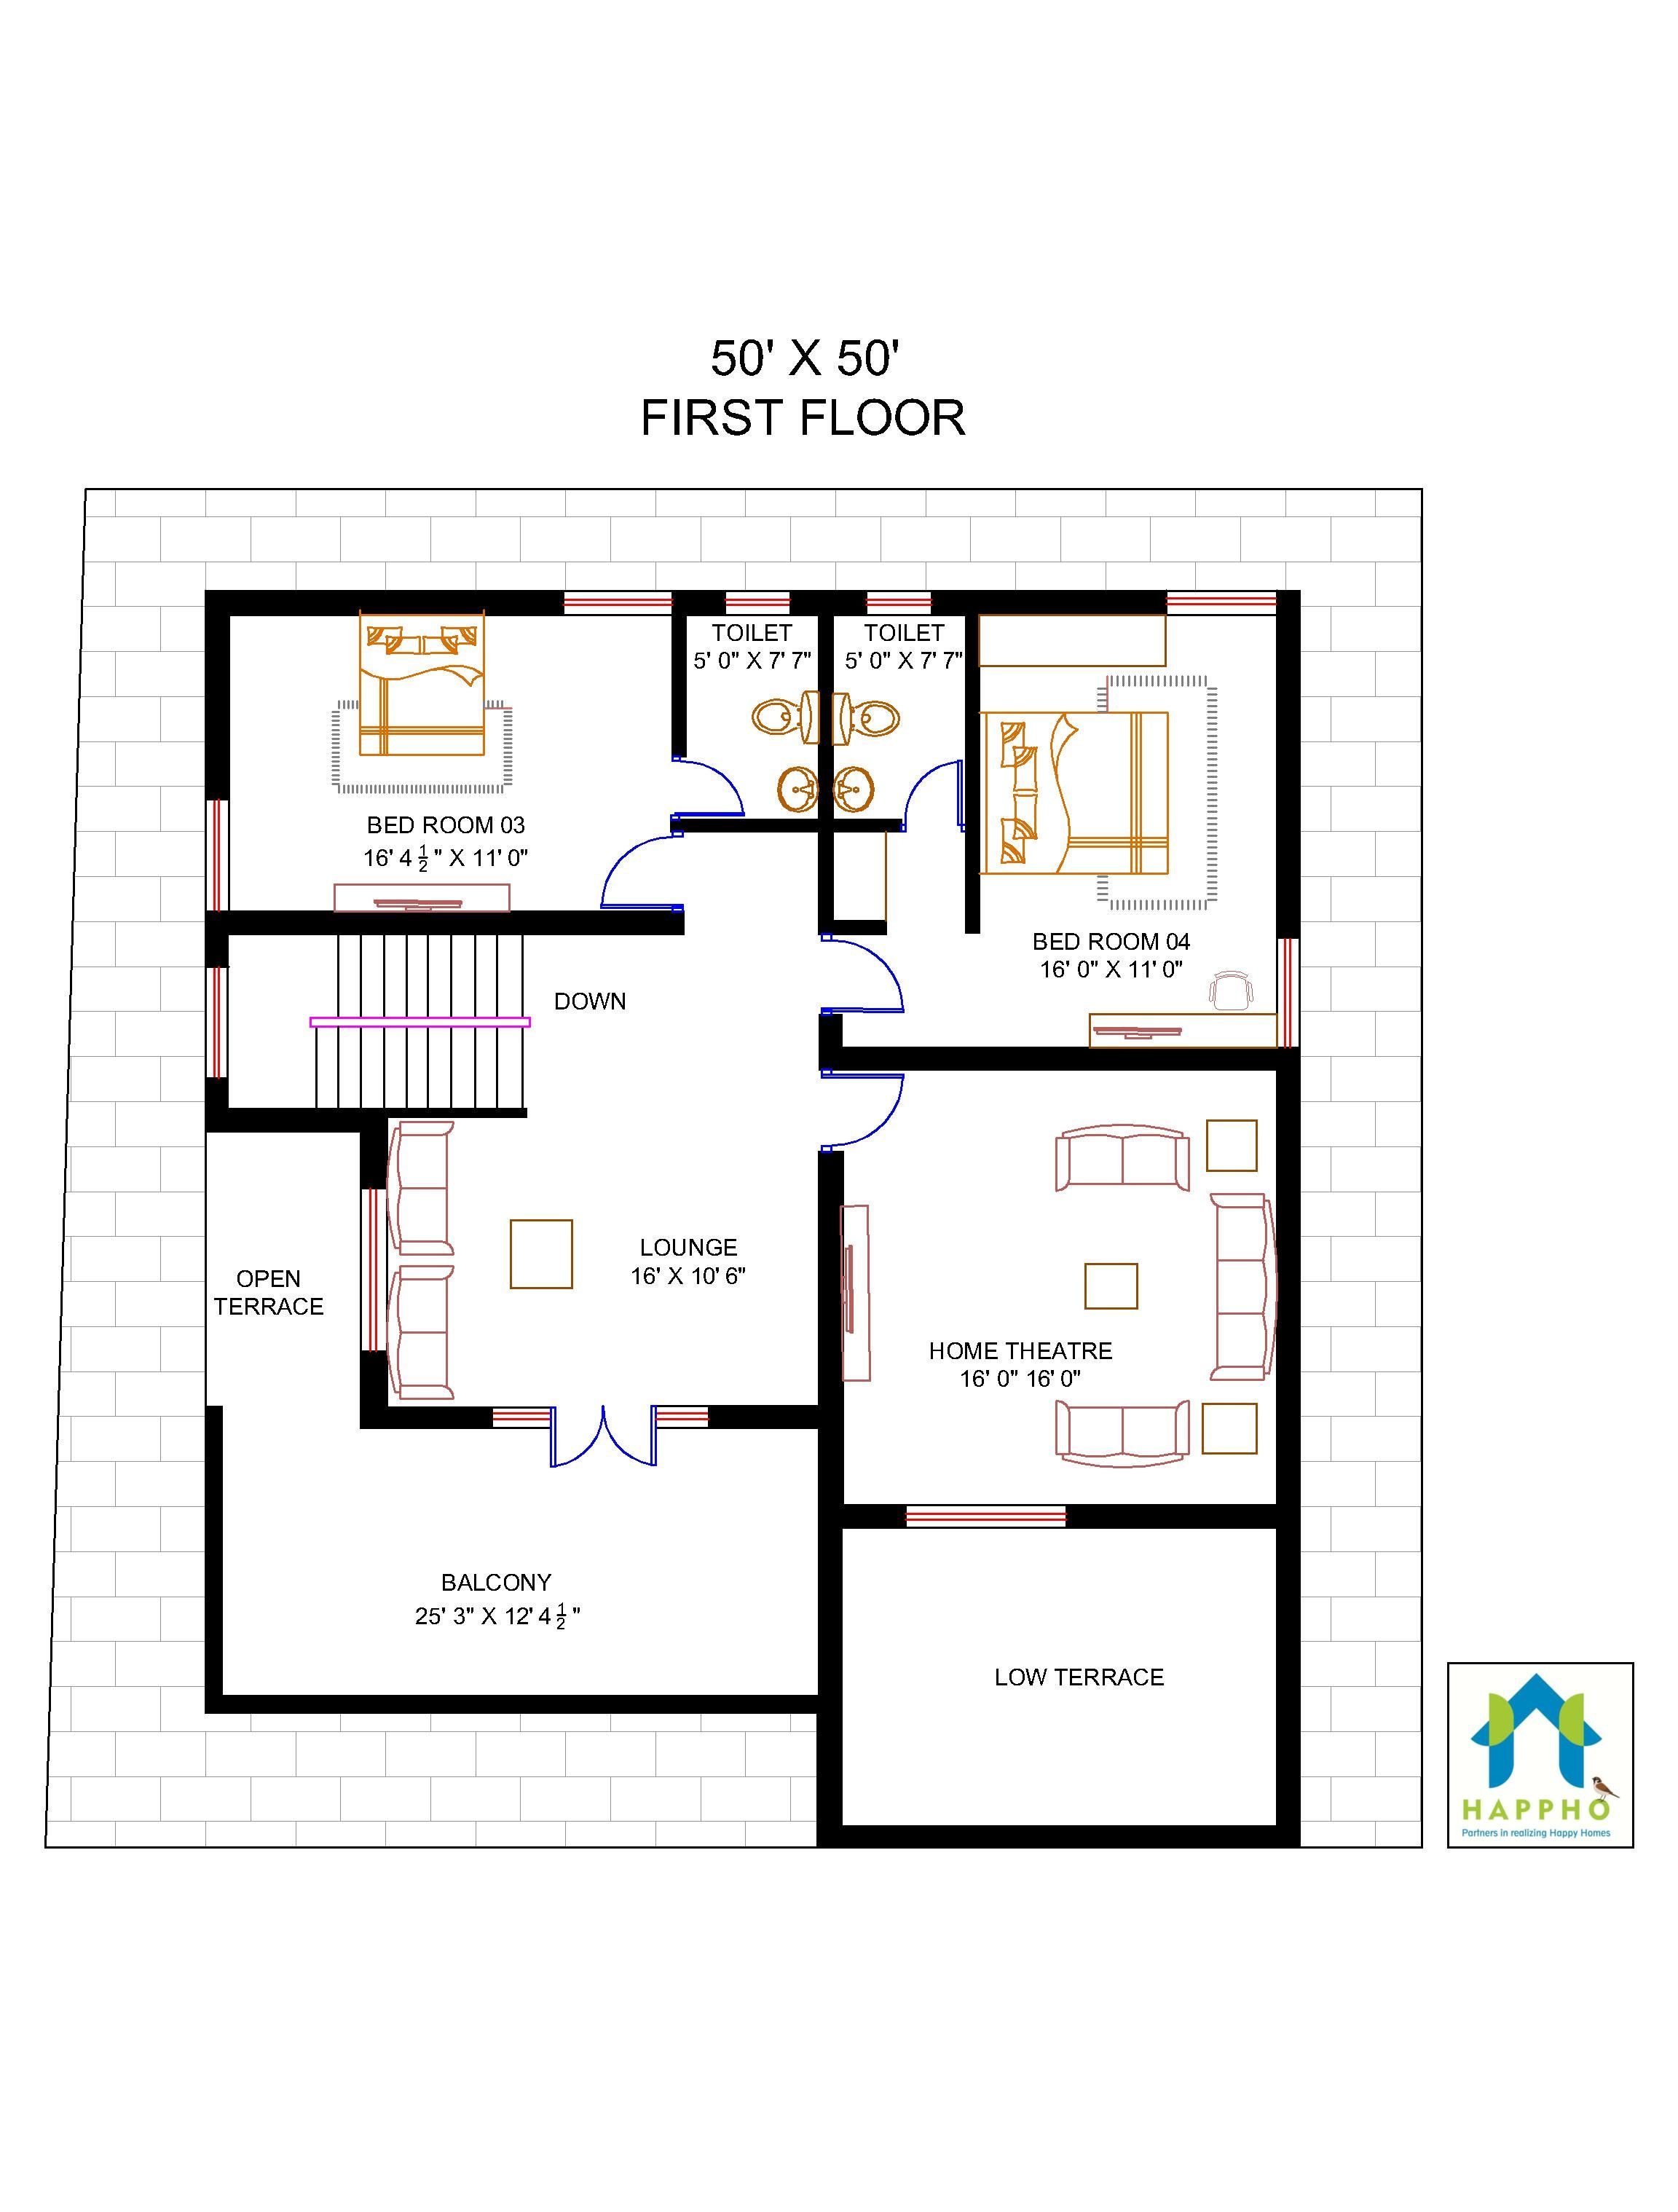 50' X 50'
FIRST FLOOR
TOILET
5' 0" X 7' 7"
TOILET
5' 0" X 7' 7"
BED ROOM 03
16' 4 1/2" X 11' 0"
BED ROOM 04
16' 0" X 11' 0"
DOWN
LOUNGE
16' X 10' 6"
OPEN
TERRACE
HOME THEATRE
16' 0" 16' 0"
BALCONY
25' 3" X 12' 4 1/2"
LOW TERRACE
HAPPHO
Partners in realizing Happy Homes